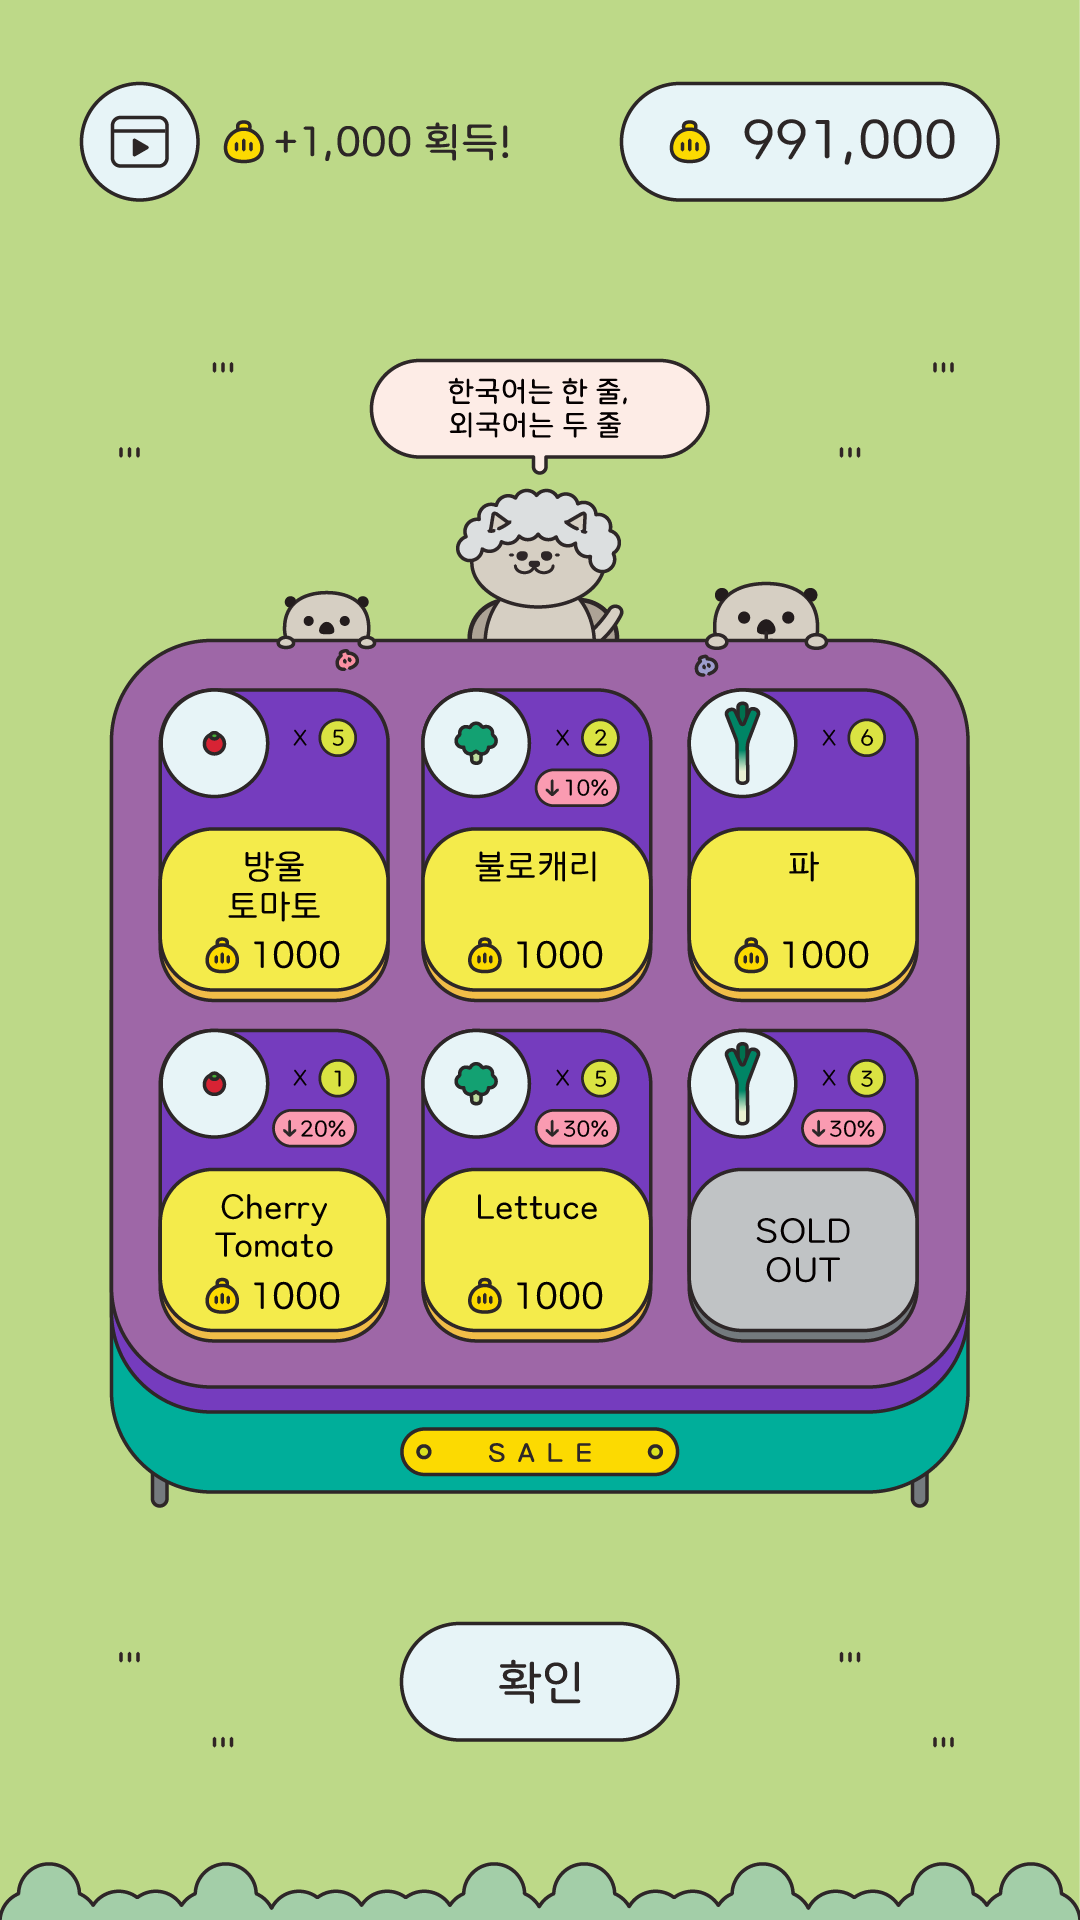 +1,000 획득!
991,000
한국어는 한 줄,
외국어는 두 줄
X 5
X 2
↓10%
X 6
방울
토마토
1000
불로캐리
1000
파
1000
X 1
↓20%
X 5
↓30%
X 3
↓30%
Cherry
Tomato
1000
Lettuce
1000
SOLD
OUT
SALE
확인